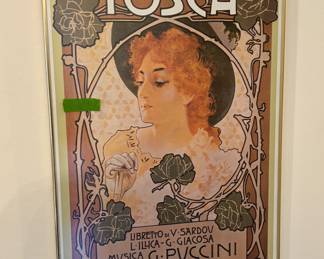 TOSCA
LIBRETTO DI V. SARDOU
L. ILLICA - G. GIACOSA
MUSICA G. PUCCINI